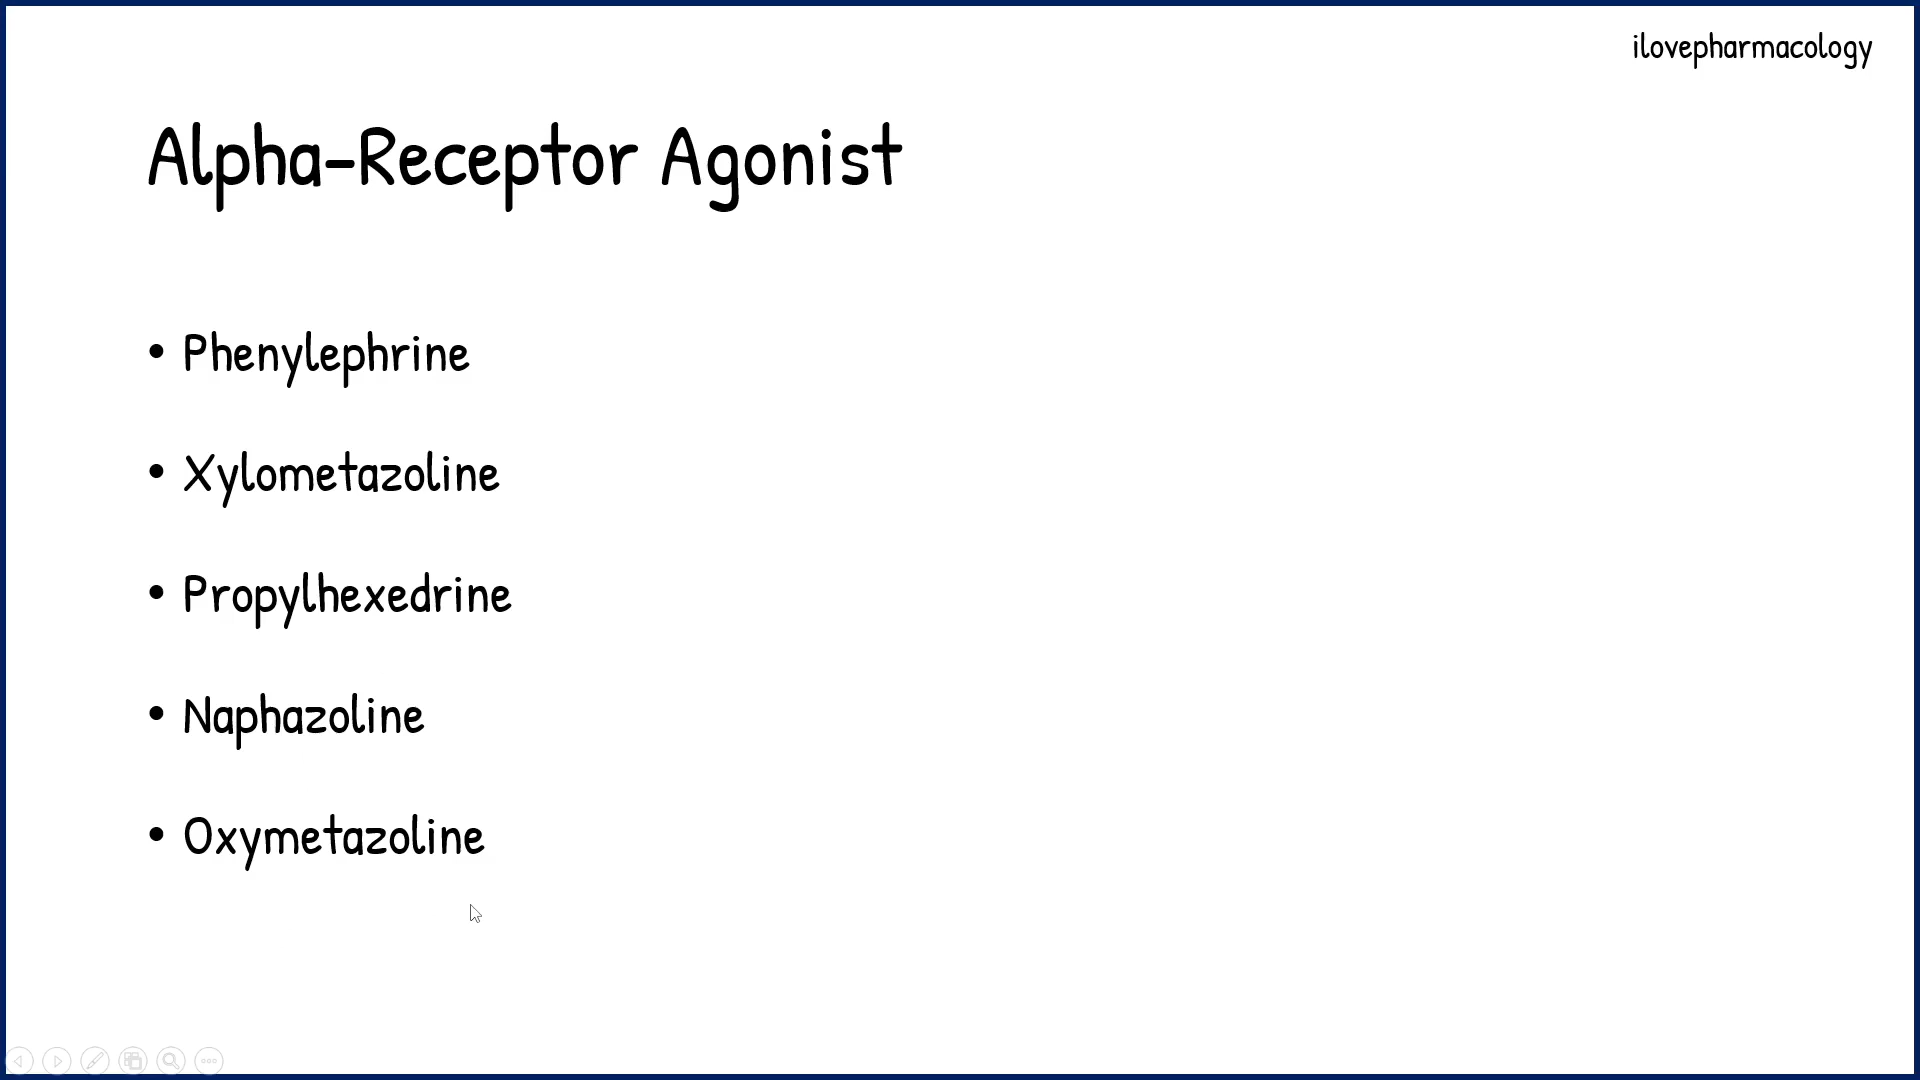 ilovepharmacology
Alpha-Receptor Agonist
• Phenylephrine
• Xylometazoline
• Propylhexedrine
• Naphazoline
• Oxymetazoline